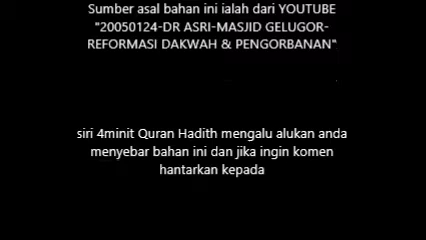 Sumber asal bahan ini ialah dari YOUTUBE
"20050124-DR ASRI-MASJID GELUGOR-
REFORMASI DAKWAH & PENGORBANAN"
siri 4minit Quran Hadith mengalu alukan anda
menyebar bahan ini dan jika ingin komen
hantarkan kepada